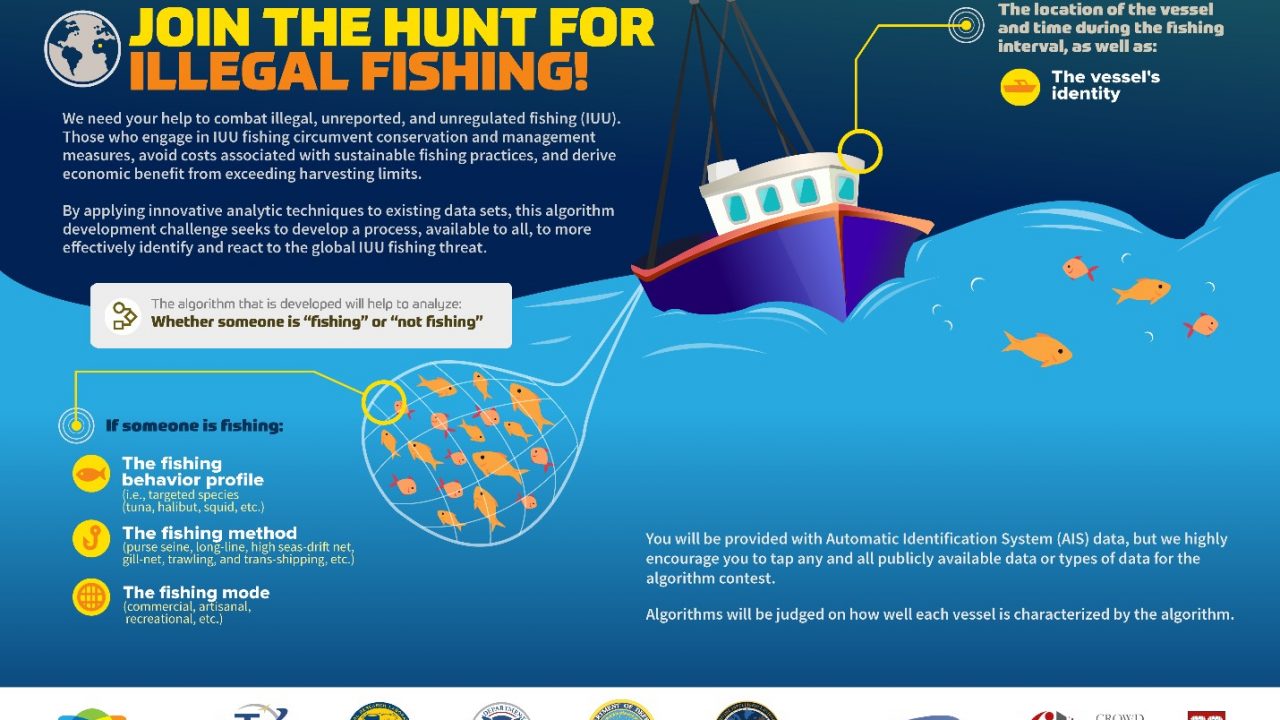 JOIN THE HUNT FOR
ILLEGAL FISHING!
We need your help to combat illegal, unreported, and unregulated fishing (IUU).
Those who engage in IUU fishing circumvent conservation and management
measures, avoid costs associated with sustainable fishing practices, and derive
economic benefit from exceeding harvesting limits.
By applying innovative analytic techniques to existing data sets, this algorithm
development challenge seeks to develop a process, available to all, to more
effectively identify and react to the global IUU fishing threat.
The algorithm that is developed will help to analyze:
Whether someone is “fishing” or “not fishing”
If someone is fishing:
The fishing
behavior profile
(i.e., targeted species
(tuna, halibut, squid, etc.)
The fishing method
(purse seine, long-line, high seas-drift net,
gill-net, trawling, and trans-shipping, etc.)
The fishing mode
(commercial, artisanal,
recreational, etc.)
The location of the vessel
and time during the fishing
interval, as well as:
The vessel's
identity
You will be provided with Automatic Identification System (AIS) data, but we highly
encourage you to tap any and all publicly available data or types of data for the
algorithm contest.
Algorithms will be judged on how well each vessel is characterized by the algorithm.
CROWD